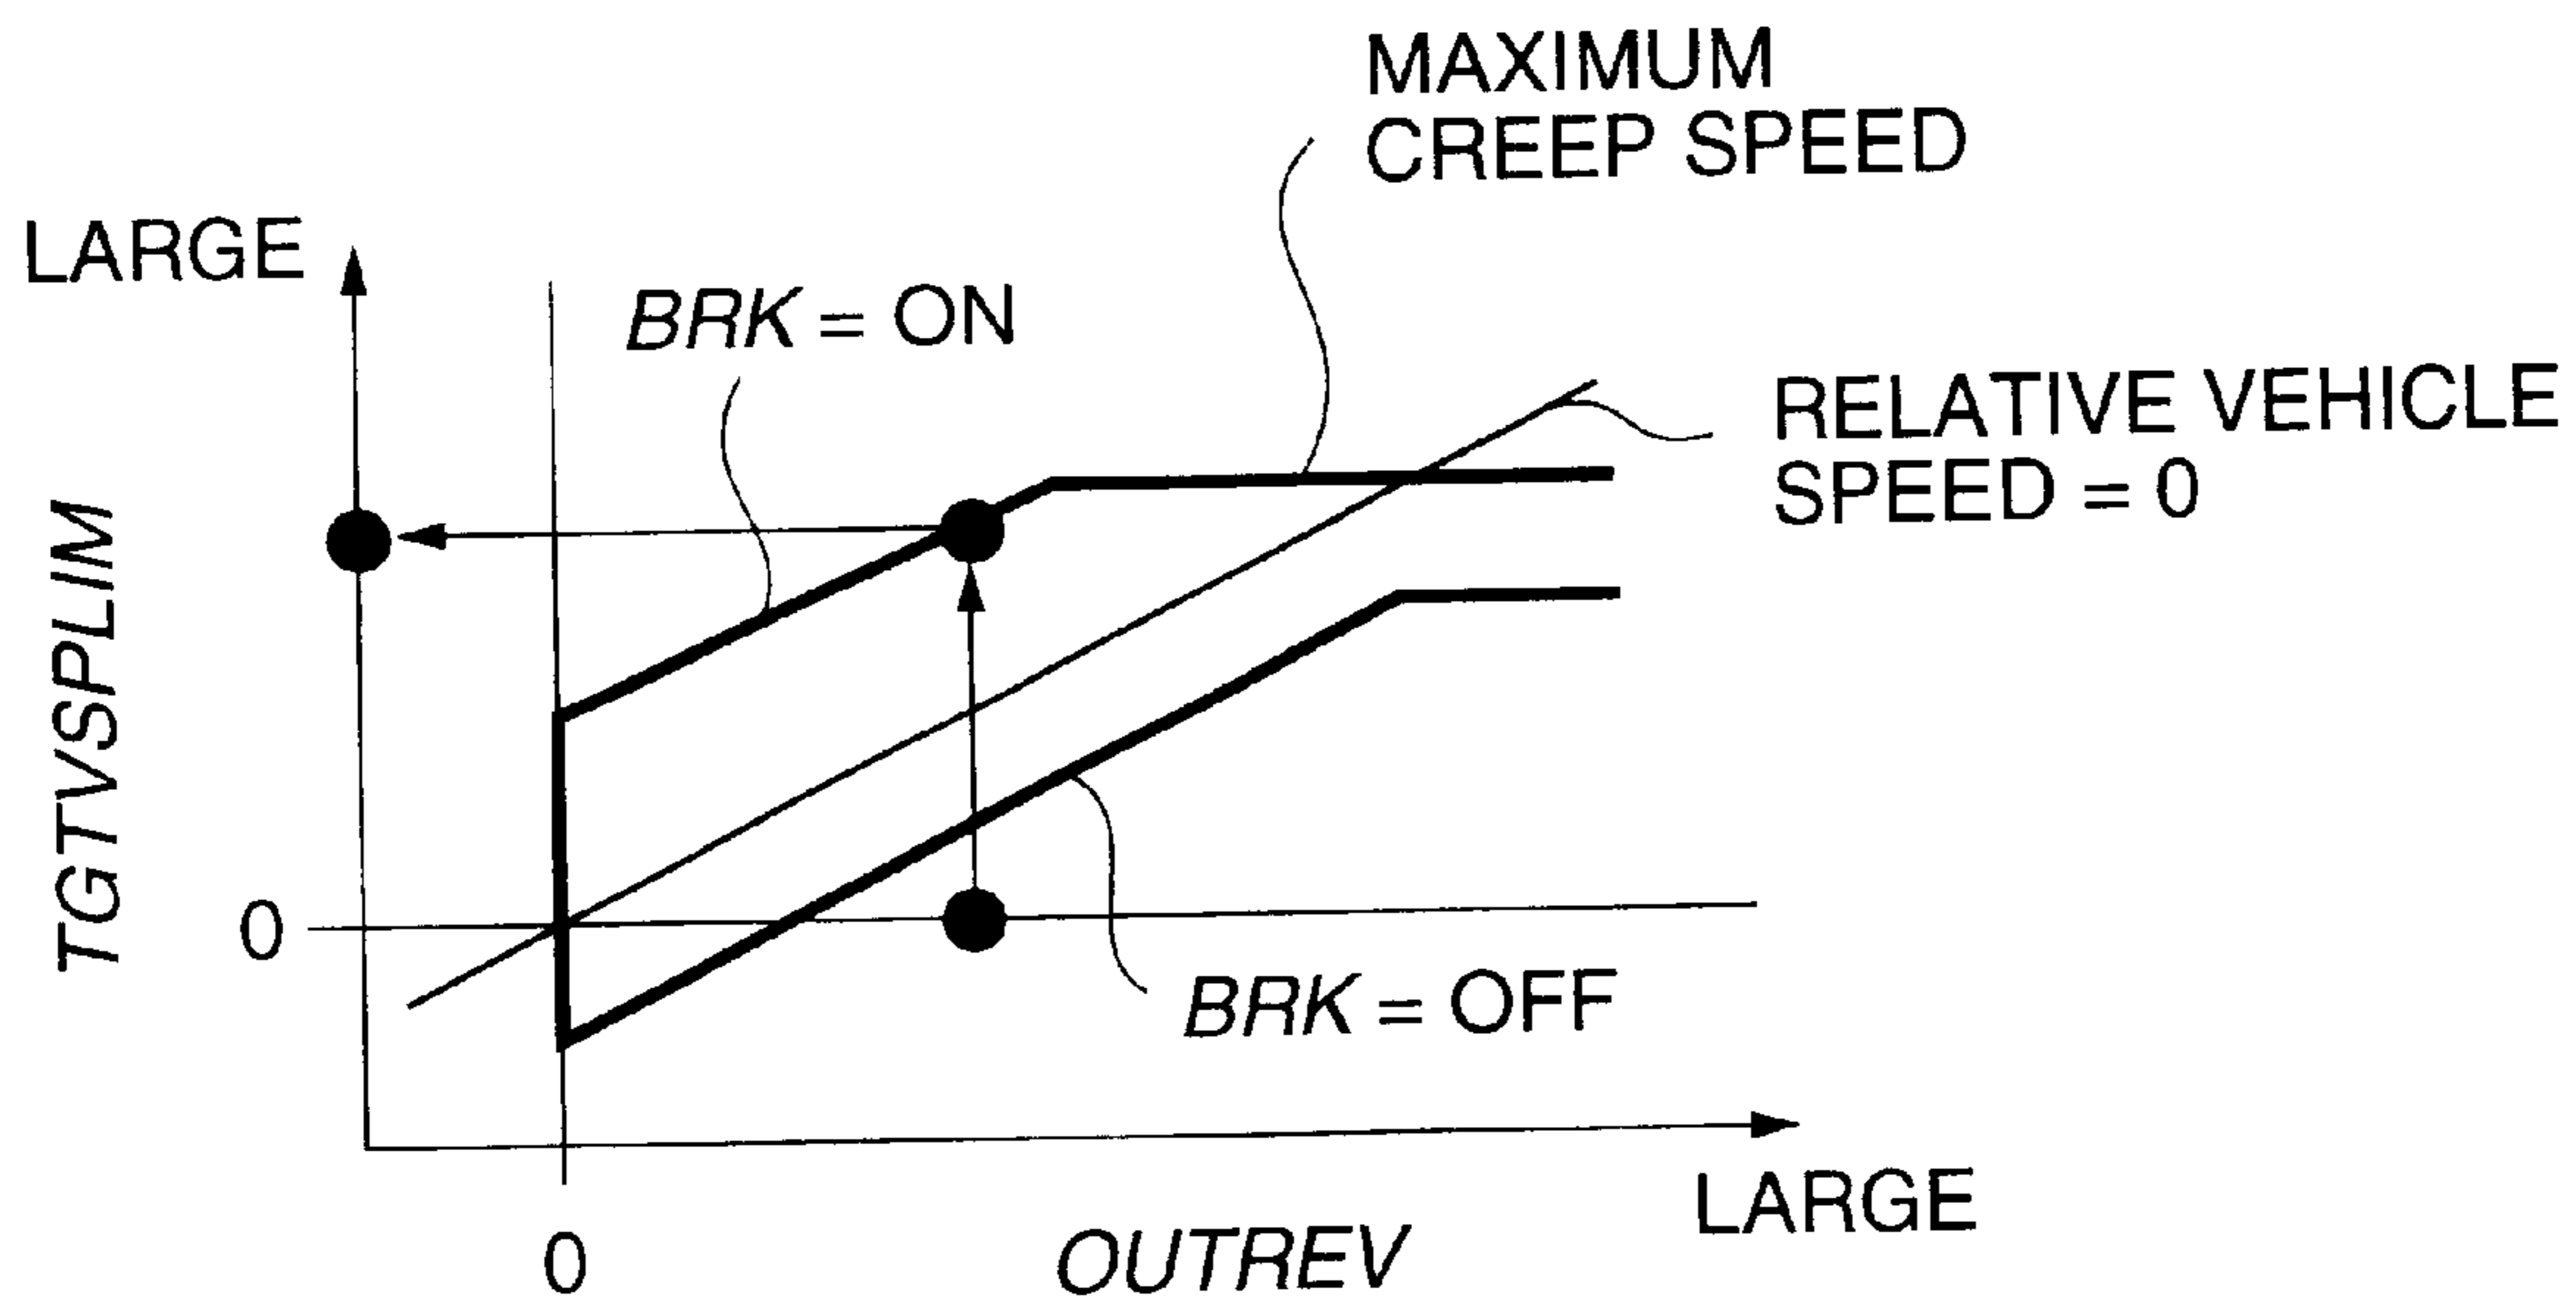 MAXIMUM
CREEP SPEED
LARGE
BRK = ON
RELATIVE VEHICLE
SPEED = 0
TGTVSPLIM
0
BRK = OFF
LARGE
0
OUTREV